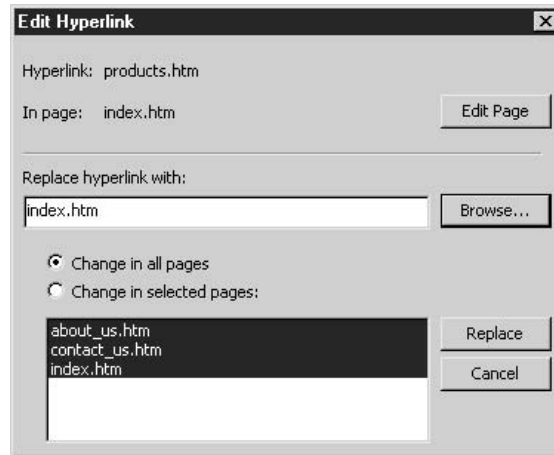 Edit Hyperlink
Hyperlink: products.htm
In page: index.htm
Edit Page
Replace hyperlink with:
index.htm
Browse...
Change in all pages
Change in selected pages:
about_us.htm
contact_us.htm
index.htm
Replace
Cancel